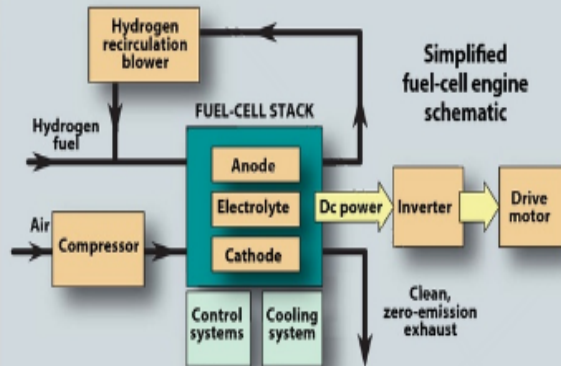 Hydrogen
recirculation
blower
Simplified
fuel-cell engine
schematic
FUEL-CELL STACK
Hydrogen
fuel
Anode
Electrolyte
Cathode
Dc power
Inverter
Drive
motor
Air
Compressor
Control
systems
Cooling
system
Clean,
zero-emission
exhaust